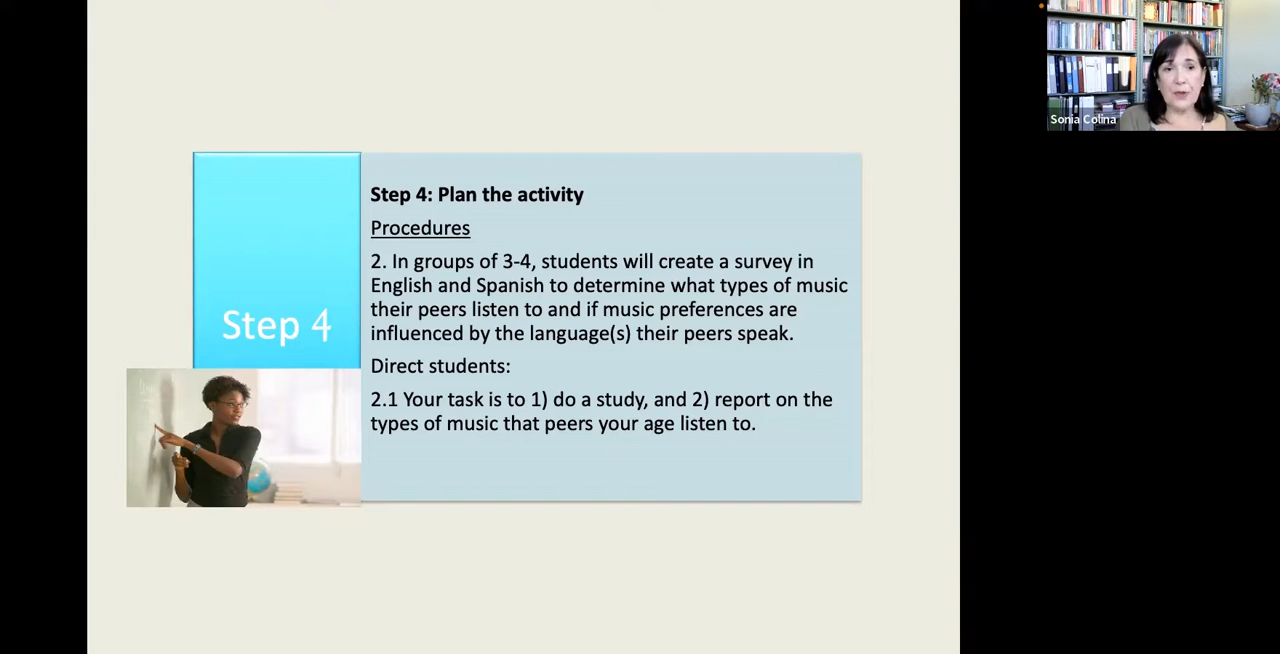 Sonia Colina
Step 4
Step 4: Plan the activity
Procedures
2. In groups of 3-4, students will create a survey in
English and Spanish to determine what types of music
their peers listen to and if music preferences are
influenced by the language(s) their peers speak.
Direct students:
2.1 Your task is to 1) do a study, and 2) report on the
types of music that peers your age listen to.